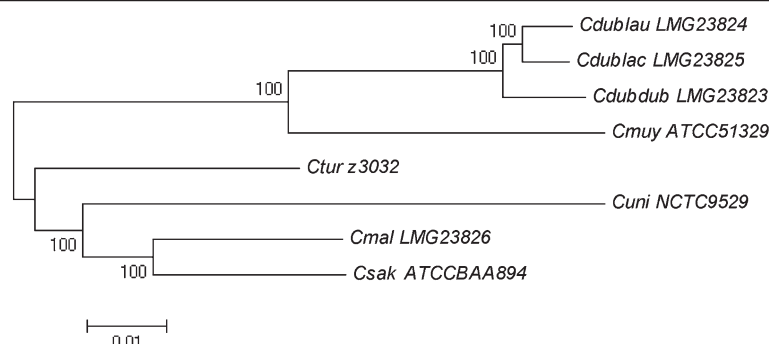 100
Cdublau LMG23824
100
Cdublac LMG23825
100
Cdubdub LMG23823
Cmuy ATCC51329
Ctur z3032
Cuni NCTC9529
100
Cmal LMG23826
100
Csak ATCCBAA894
0.01